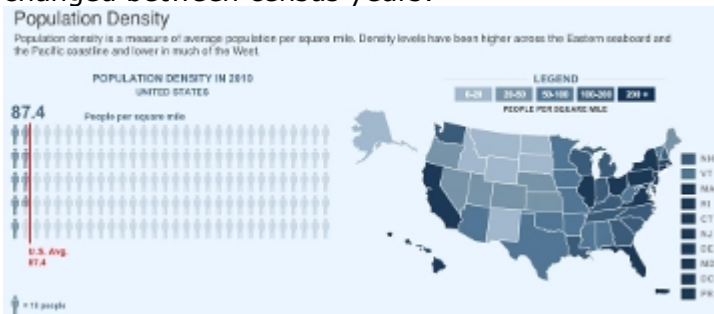 changed between census years.
Population Density
Population density is a measure of average population per square mile. Density levels have been higher across the Eastern seaboard and
the Pacific coastline and lower in much of the West.
POPULATION DENSITY IN 2010
UNITED STATES
87.4
People per square mile
U.S. Avg.
87.4
= 10 people
LEGEND
0-20 20-50 50-100 100-200 200 +
PEOPLE PER SQUARE MILE
NH
VT
MA
RI
CT
NJ
DE
MD
DC
PR